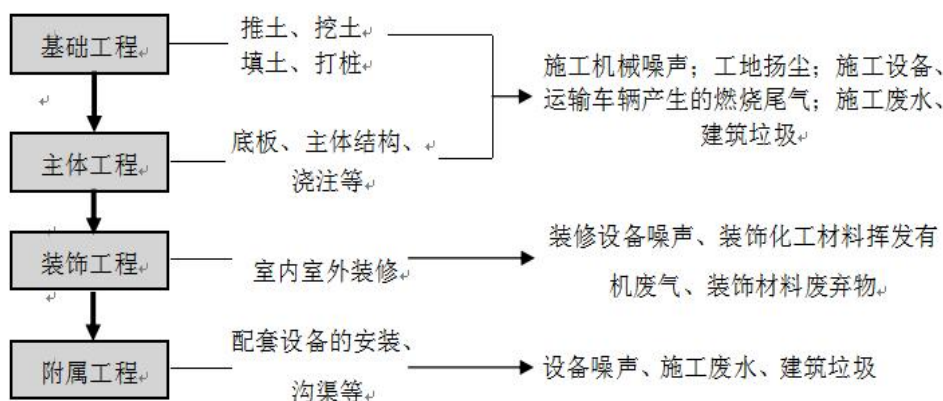 基础工程
推土、挖土
填土、打桩
施工机械噪声；工地扬尘；施工设备、
运输车辆产生的燃烧尾气；施工废水、
建筑垃圾
主体工程
底板、主体结构、
浇注等
装饰工程
室内室外装修
装修设备噪声、装饰化工材料挥发有
机废气、装饰材料废弃物
附属工程
配套设备的安装、
沟渠等
设备噪声、施工废水、建筑垃圾